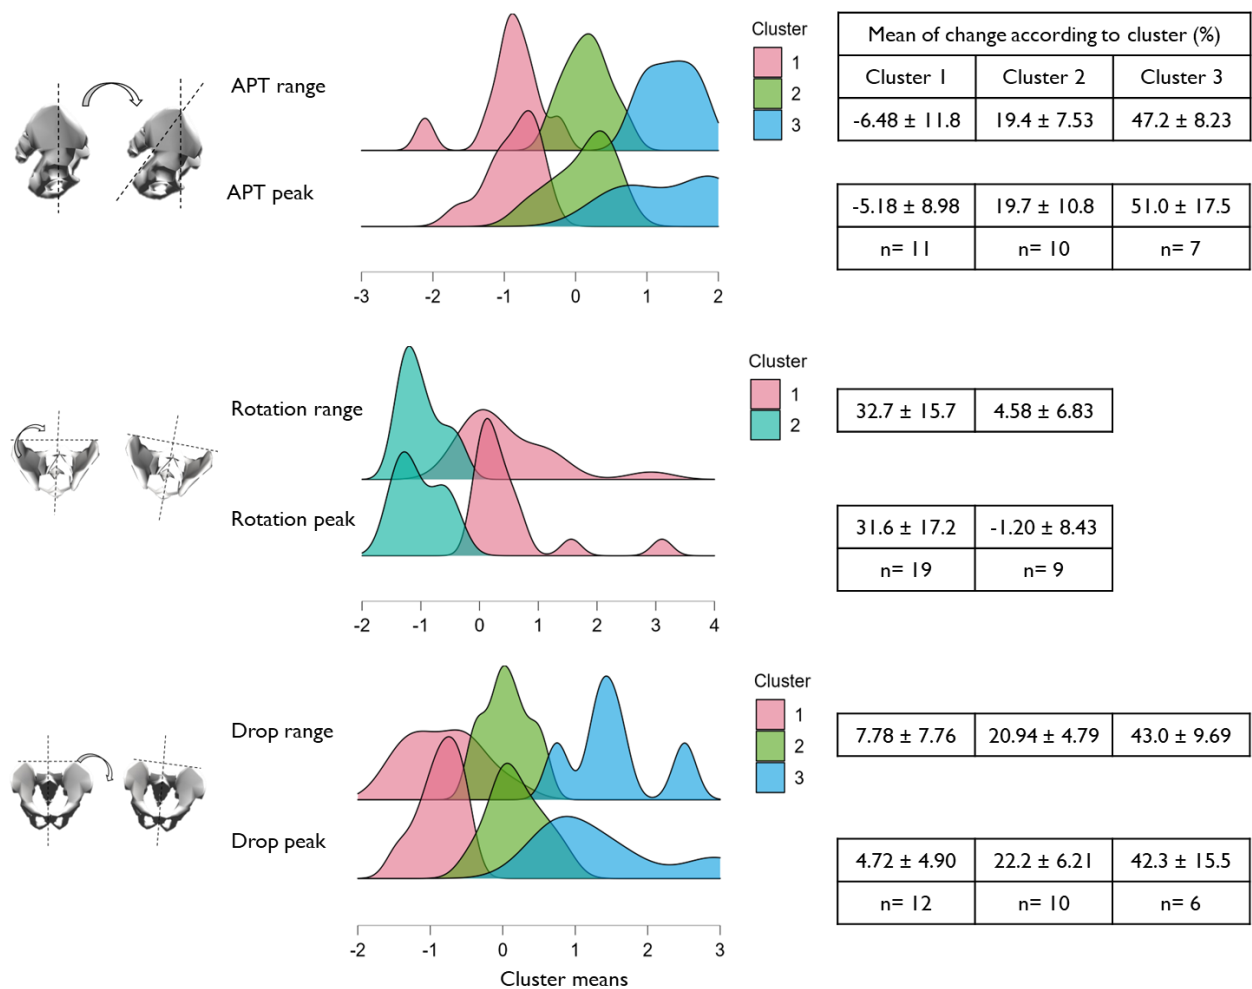 Mean of change according to cluster (%)
Cluster 1 Cluster 2 Cluster 3
-6.48 ± 11.8 19.4 ± 7.53 47.2 ± 8.23
-5.18 ± 8.98 19.7 ± 10.8 51.0 ± 17.5
n= 11 n= 10 n= 7
APT range
APT peak
Cluster
1
2
3
-3 -2 -1 0 1 2
Rotation range
Rotation peak
Cluster
1
2
32.7 ± 15.7 4.58 ± 6.83
31.6 ± 17.2 -1.20 ± 8.43
n= 19 n= 9
-2 -1 0 1 2 3 4
Drop range
Drop peak
Cluster
1
2
3
7.78 ± 7.76 20.94 ± 4.79 43.0 ± 9.69
4.72 ± 4.90 22.2 ± 6.21 42.3 ± 15.5
n= 12 n= 10 n= 6
-2 -1 0 1 2 3
Cluster means